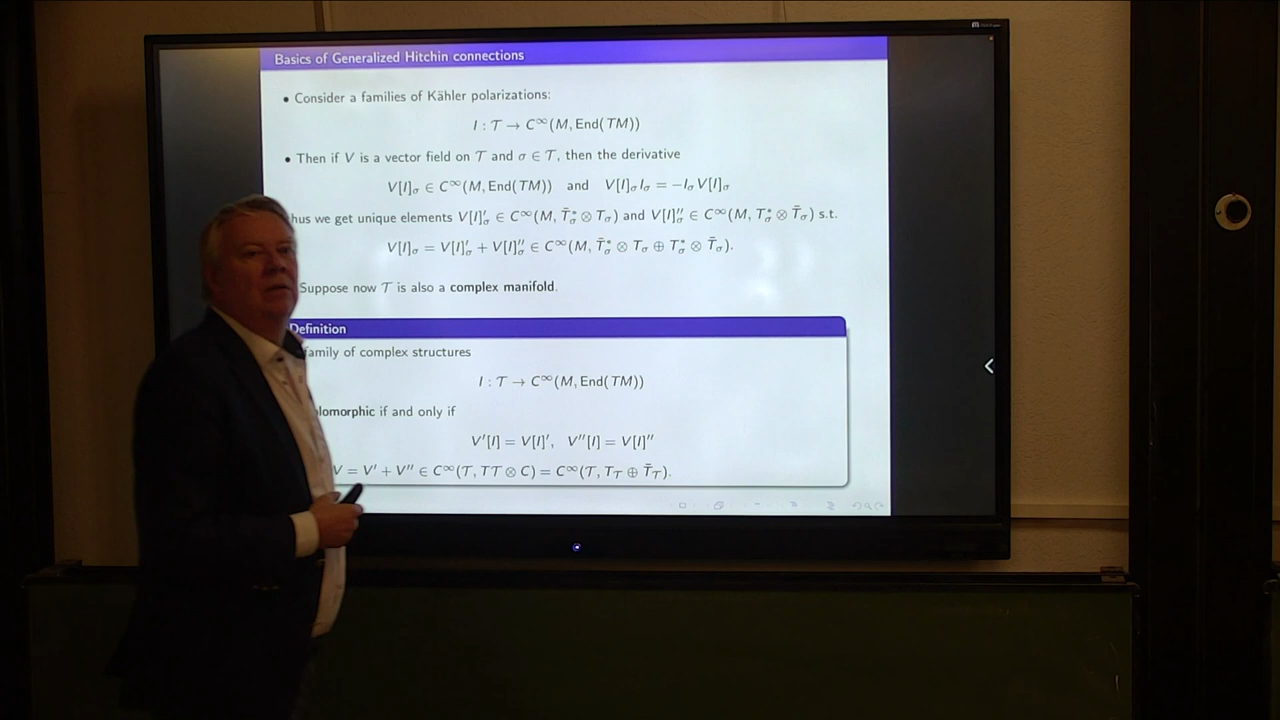 Basics of Generalized Hitchin connections
• Consider a families of Kähler polarizations:
I : 𝒯 → C^∞(M, End(TM))
• Then if V is a vector field on 𝒯 and σ ∈ 𝒯, then the derivative
V[I]_σ ∈ C^∞(M, End(TM)) and V[I]_σ I_σ = −I_σ V[I]_σ
hus we get unique elements V[I]′_σ ∈ C^∞(M, T̄*_σ ⊗ T_σ) and V[I]″_σ ∈ C^∞(M, T*_σ ⊗ T̄_σ) s.t.
V[I]_σ = V[I]′_σ + V[I]″_σ ∈ C^∞(M, T̄*_σ ⊗ T_σ ⊕ T*_σ ⊗ T̄_σ).
Suppose now 𝒯 is also a complex manifold.
Definition
family of complex structures
I : 𝒯 → C^∞(M, End(TM))
lomorphic if and only if
V′[I] = V[I]′, V″[I] = V[I]″
V = V′ + V″ ∈ C^∞(𝒯, T𝒯 ⊗ C) = C^∞(𝒯, T_𝒯 ⊕ T̄_𝒯).